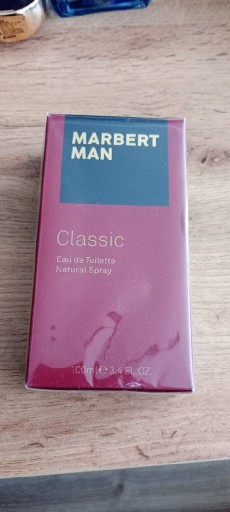 MARBERT
MAN
Classic
Eau de Toilette
Natural Spray
100ml ℮ 3.4 FL.OZ.